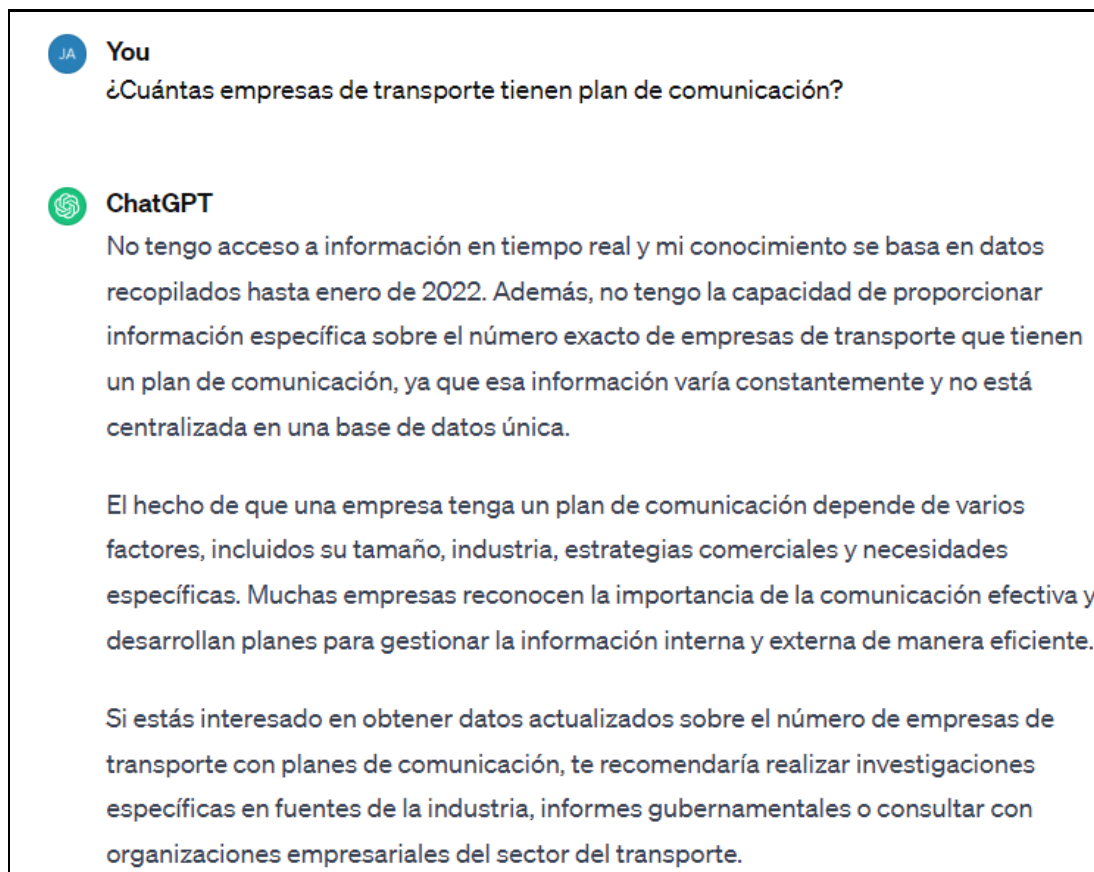 JA You
¿Cuántas empresas de transporte tienen plan de comunicación?
ChatGPT
No tengo acceso a información en tiempo real y mi conocimiento se basa en datos
recopilados hasta enero de 2022. Además, no tengo la capacidad de proporcionar
información específica sobre el número exacto de empresas de transporte que tienen
un plan de comunicación, ya que esa información varía constantemente y no está
centralizada en una base de datos única.
El hecho de que una empresa tenga un plan de comunicación depende de varios
factores, incluidos su tamaño, industria, estrategias comerciales y necesidades
específicas. Muchas empresas reconocen la importancia de la comunicación efectiva y
desarrollan planes para gestionar la información interna y externa de manera eficiente.
Si estás interesado en obtener datos actualizados sobre el número de empresas de
transporte con planes de comunicación, te recomendaría realizar investigaciones
específicas en fuentes de la industria, informes gubernamentales o consultar con
organizaciones empresariales del sector del transporte.